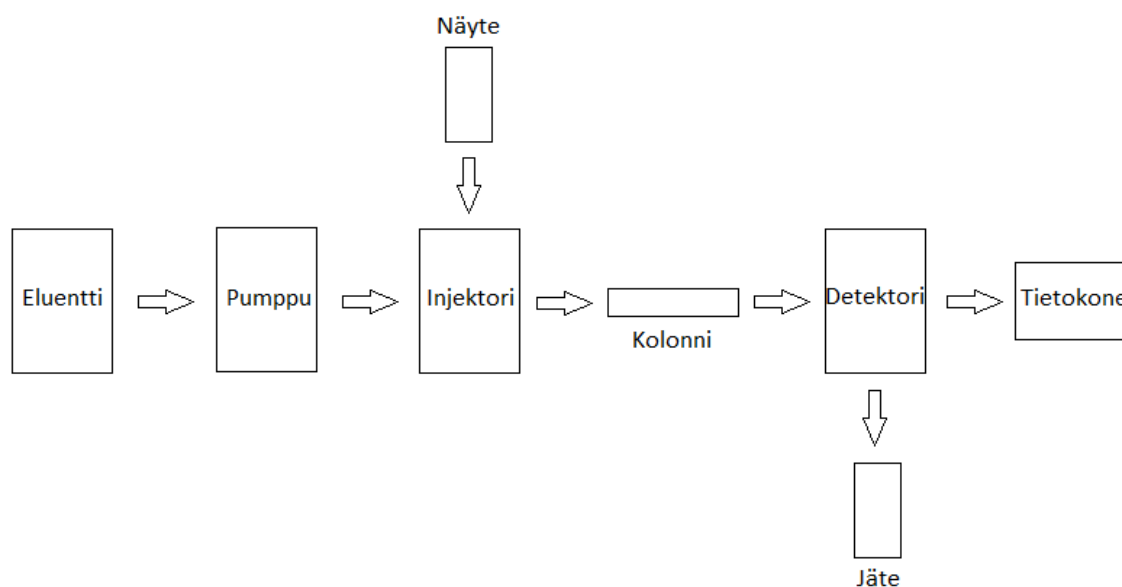 Näyte
Eluentti
Pumppu
Injektori
Kolonni
Detektori
Tietokone
Jäte